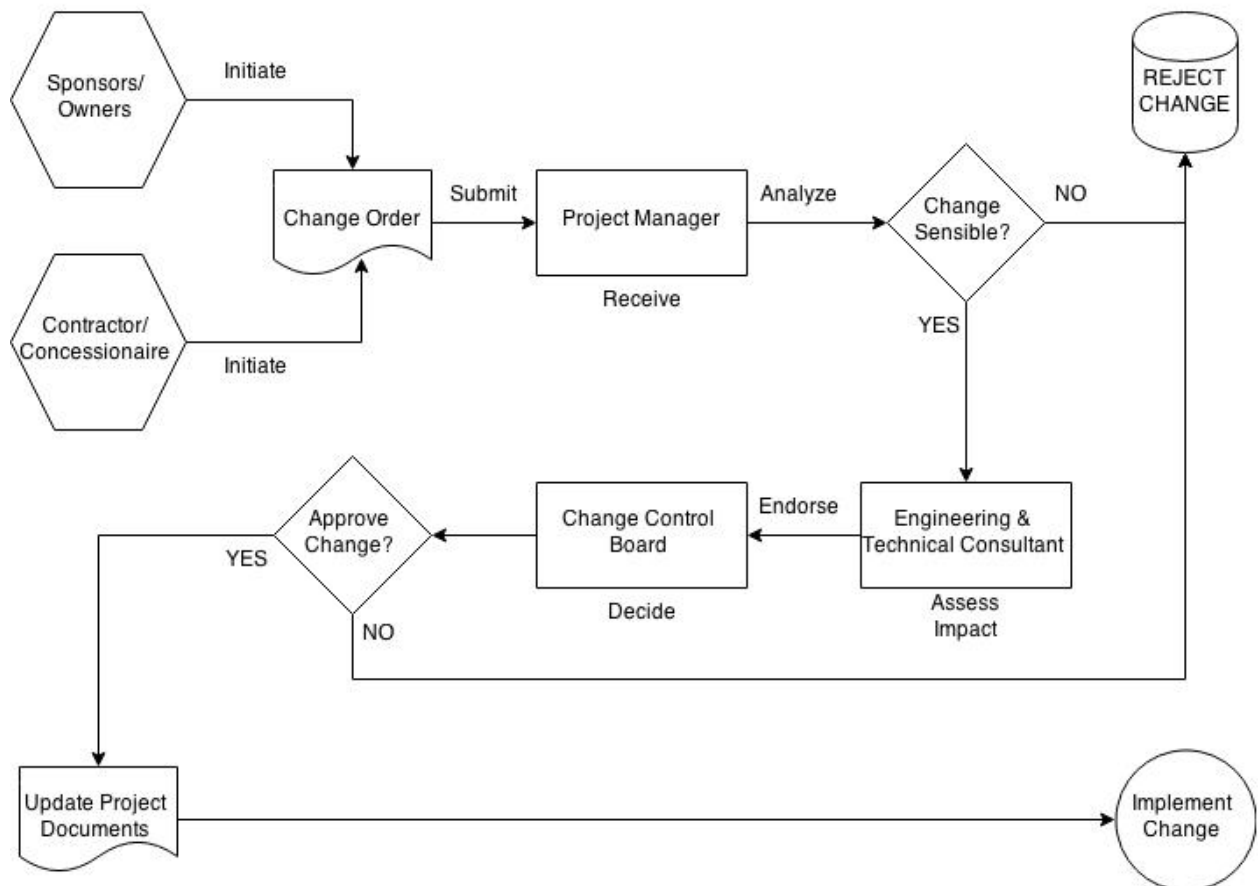 Sponsors/
Owners
Initiate
REJECT
CHANGE
Change Order
Submit
Project Manager
Receive
Analyze
Change
Sensible?
NO
YES
Contractor/
Concessionaire
Initiate
Approve
Change?
YES
NO
Change Control
Board
Decide
Endorse
Engineering &
Technical Consultant
Assess
Impact
Update Project
Documents
Implement
Change